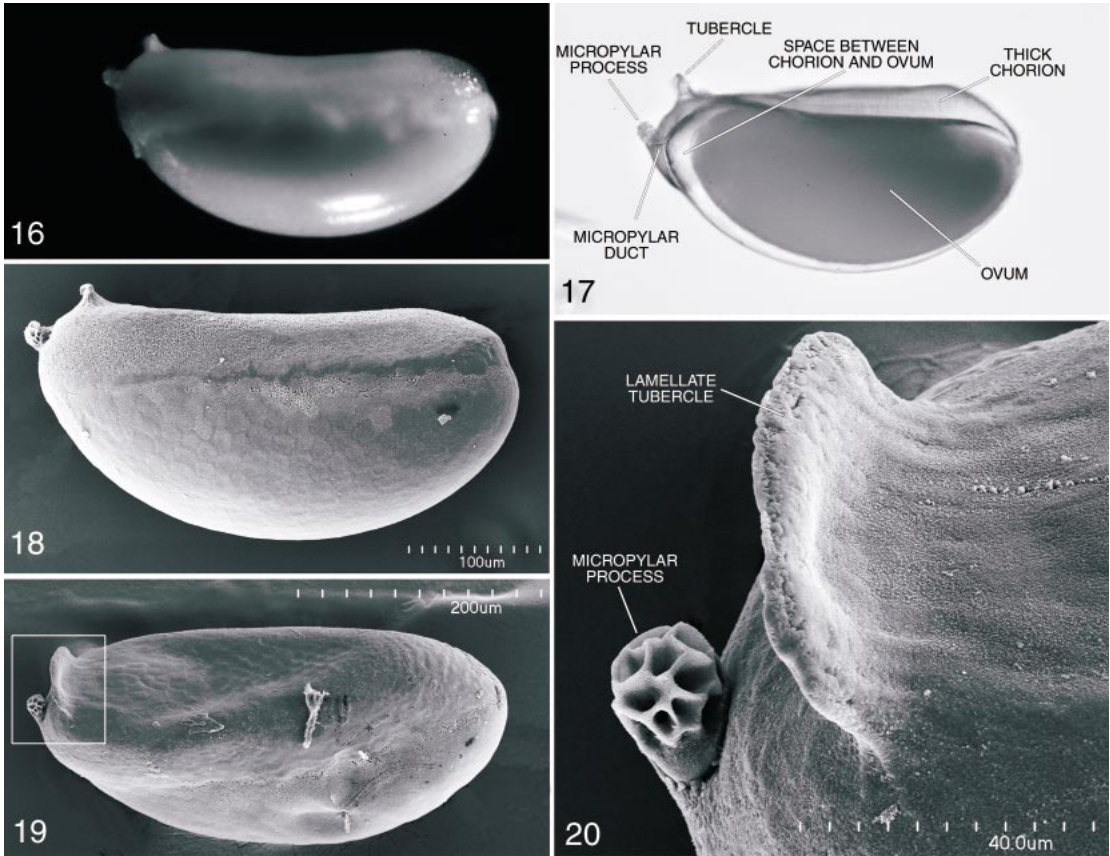 16
TUBERCLE
MICROPYLAR
PROCESS
SPACE BETWEEN
CHORION AND OVUM
THICK
CHORION
MICROPYLAR
DUCT
OVUM
17
18
100um
200um
19
LAMELLATE
TUBERCLE
MICROPYLAR
PROCESS
20
40.0um